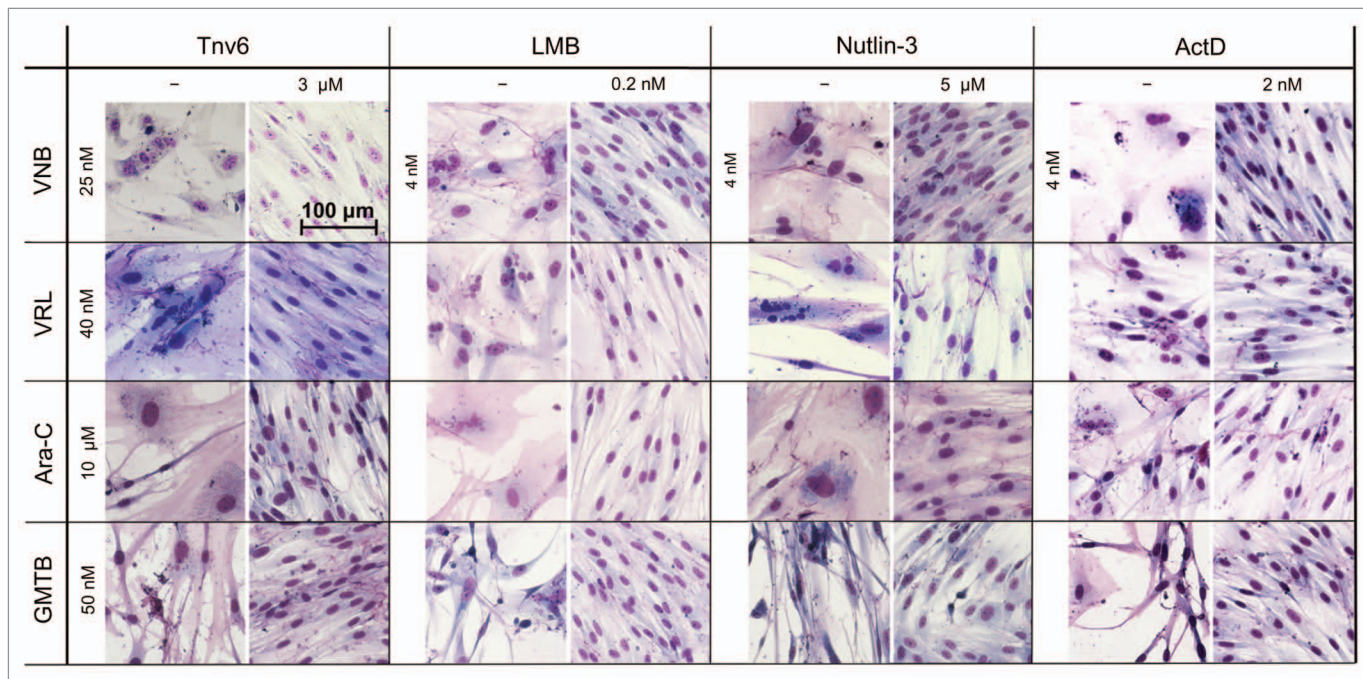 Tnv6 LMB Nutlin-3 ActD
– 3 µM – 0.2 nM – 5 µM – 2 nM
VNB 25 nM 4 nM 4 nM 4 nM
100 µm
VRL 40 nM
Ara-C 10 µM
GMTB 50 nM